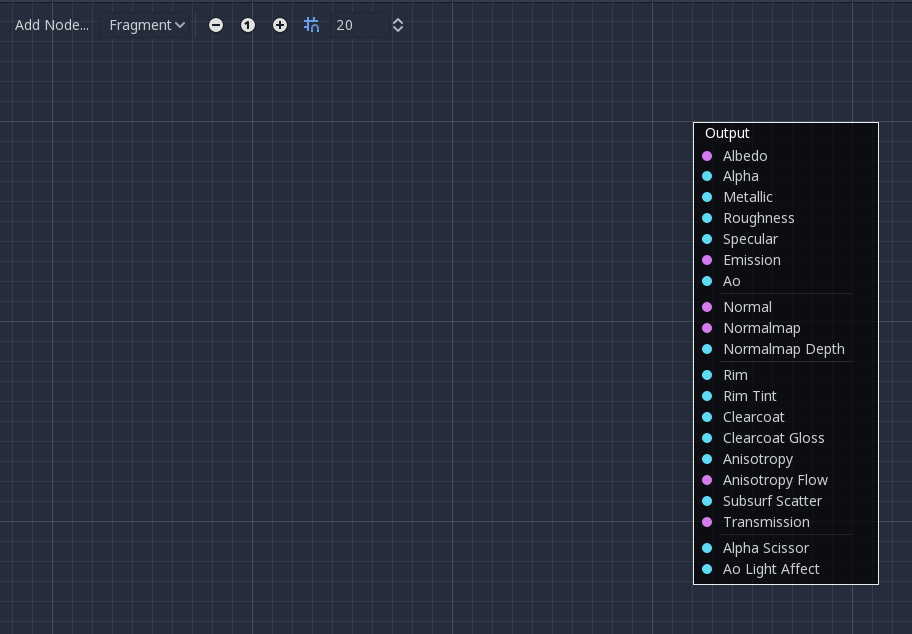 Add Node... Fragment 1 20
Output
Albedo
Alpha
Metallic
Roughness
Specular
Emission
Ao
Normal
Normalmap
Normalmap Depth
Rim
Rim Tint
Clearcoat
Clearcoat Gloss
Anisotropy
Anisotropy Flow
Subsurf Scatter
Transmission
Alpha Scissor
Ao Light Affect